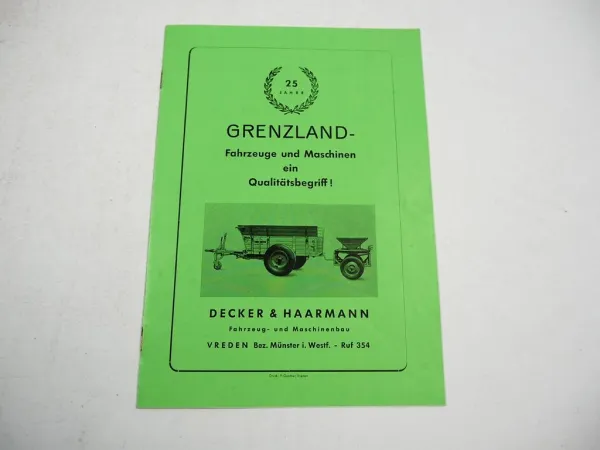 25
JAHRE
GRENZLAND-
Fahrzeuge und Maschinen
ein
Qualitätsbegriff!
DECKER & HAARMANN
Fahrzeug- und Maschinenbau
VREDEN Bez. Münster i. Westf. - Ruf 354